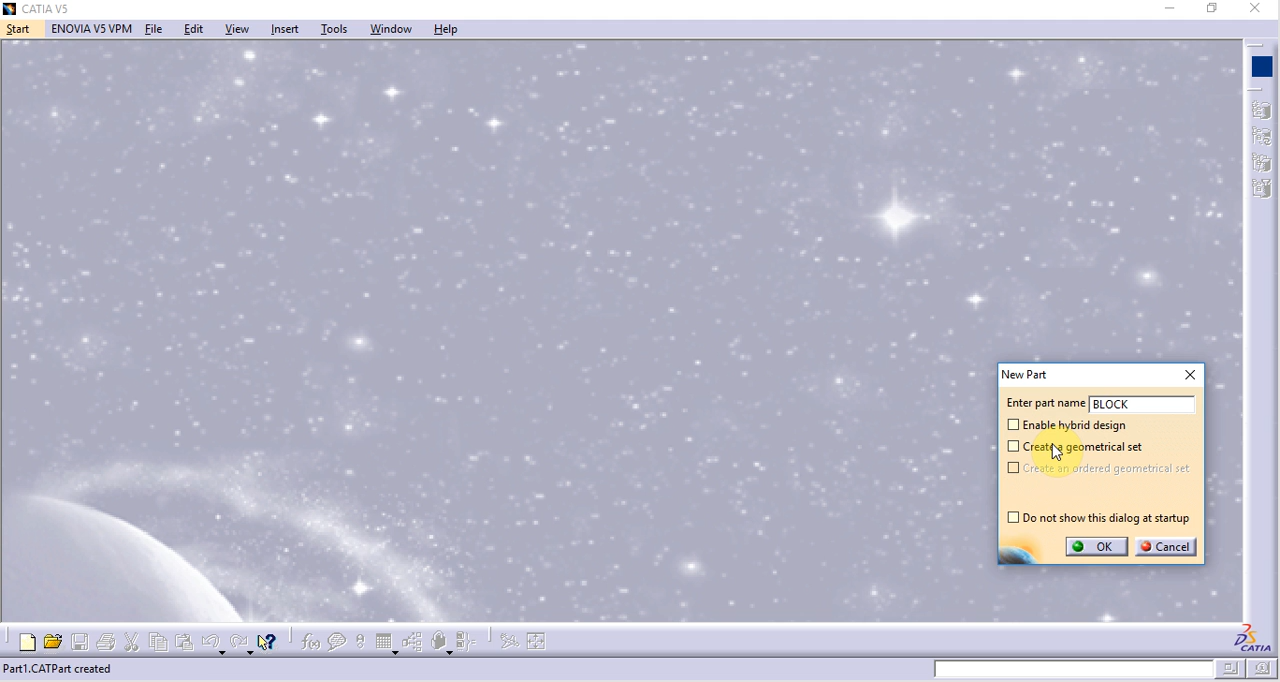 CATIA V5
Start ENOVIA V5 VPM File Edit View Insert Tools Window Help
New Part
Enter part name BLOCK
Enable hybrid design
Create a geometrical set
Create an ordered geometrical set
Do not show this dialog at startup
OK Cancel
f(x)
CATIA
Part1.CATPart created